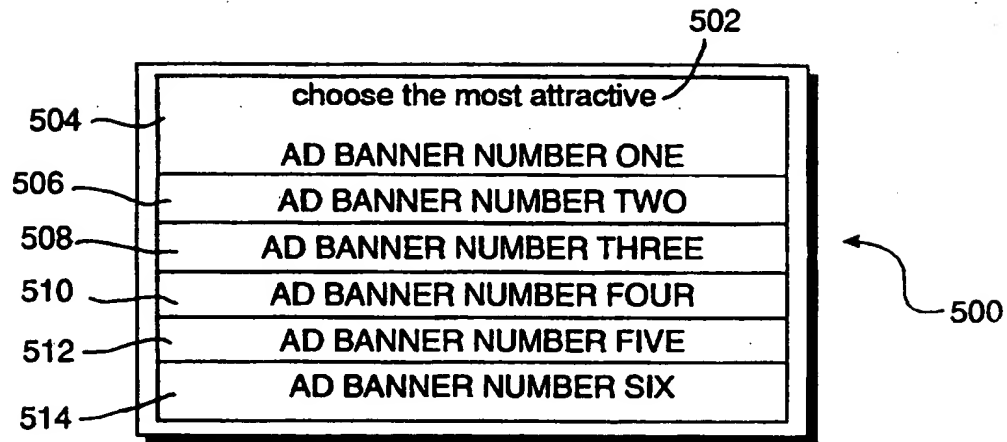 502
choose the most attractive
504
AD BANNER NUMBER ONE
506
AD BANNER NUMBER TWO
508
AD BANNER NUMBER THREE
510
AD BANNER NUMBER FOUR
500
512
AD BANNER NUMBER FIVE
514
AD BANNER NUMBER SIX